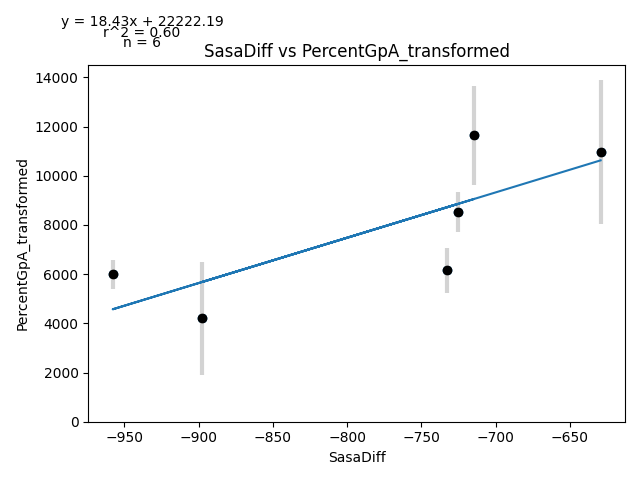 y = 18.43x + 22222.19
r^2 = 0.60
n = 6
SasaDiff vs PercentGpA_transformed
14000
12000
10000
8000
6000
4000
2000
0
PercentGpA_transformed
−950 −900 −850 −800 −750 −700 −650
SasaDiff